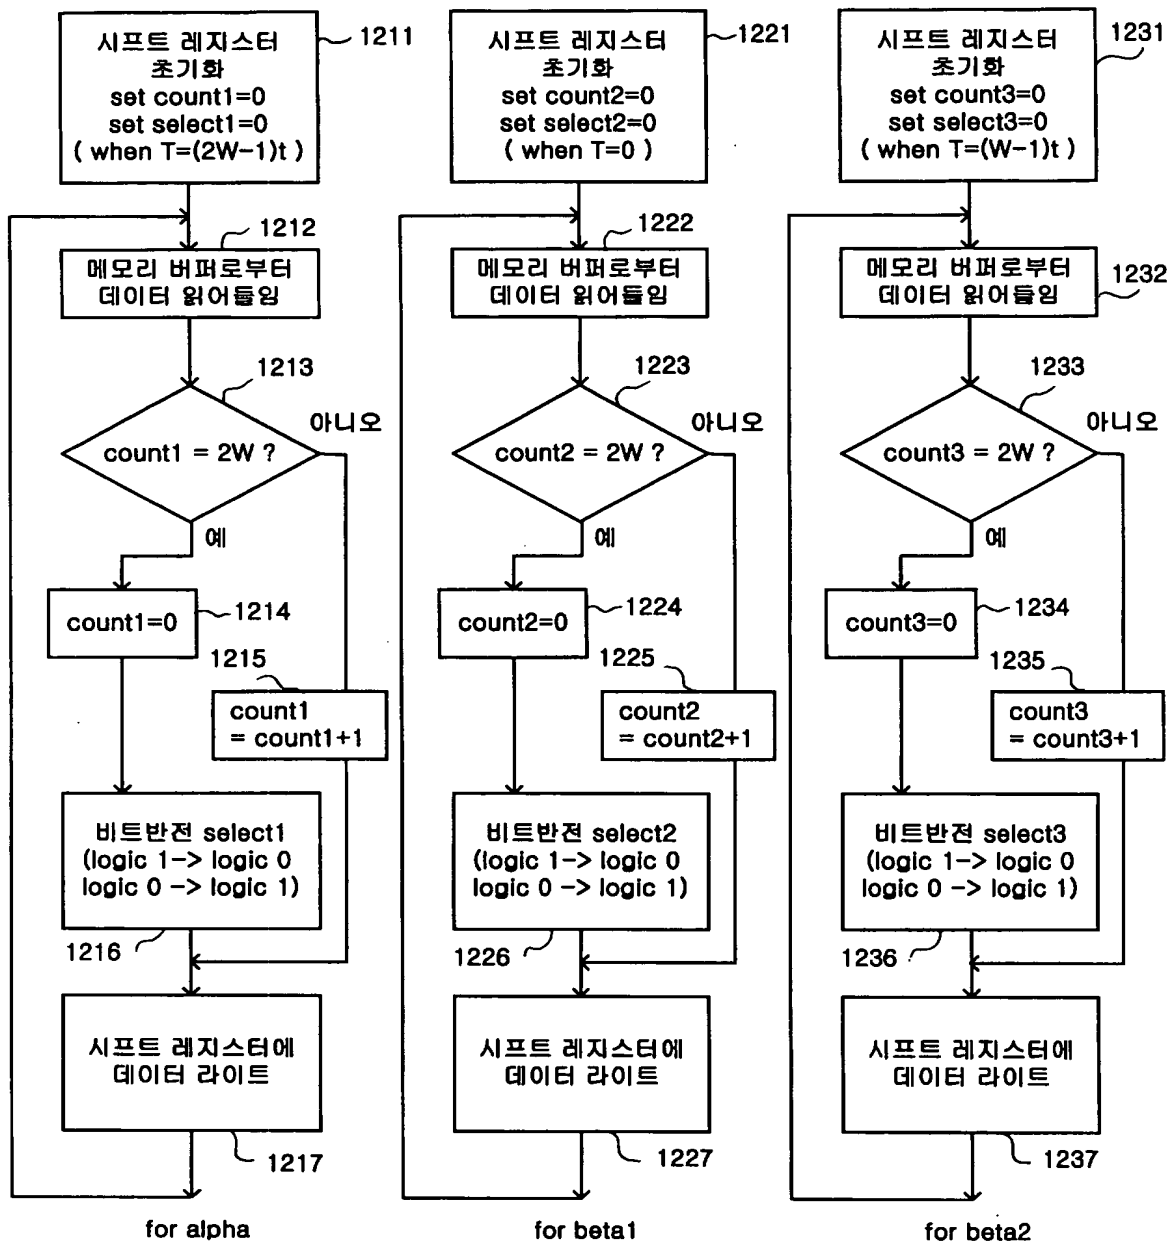 시프트 레지스터
초기화
set count1=0
set select1=0
( when T=(2W-1)t )
1211
1212
메모리 버퍼로부터
데이터 읽어들임
1213
count1 = 2W ?
아니오
예
count1=0
1214
1215
count1
= count1+1
비트반전 select1
(logic 1-> logic 0
logic 0 -> logic 1)
1216
시프트 레지스터에
데이터 라이트
1217
for alpha
시프트 레지스터
초기화
set count2=0
set select2=0
( when T=0 )
1221
1222
메모리 버퍼로부터
데이터 읽어들임
1223
count2 = 2W ?
아니오
예
count2=0
1224
1225
count2
= count2+1
비트반전 select2
(logic 1-> logic 0
logic 0 -> logic 1)
1226
시프트 레지스터에
데이터 라이트
1227
for beta1
시프트 레지스터
초기화
set count3=0
set select3=0
( when T=(W-1)t )
1231
메모리 버퍼로부터
데이터 읽어들임
1232
1233
count3 = 2W ?
아니오
예
count3=0
1234
1235
count3
= count3+1
비트반전 select3
(logic 1-> logic 0
logic 0 -> logic 1)
1236
시프트 레지스터에
데이터 라이트
1237
for beta2